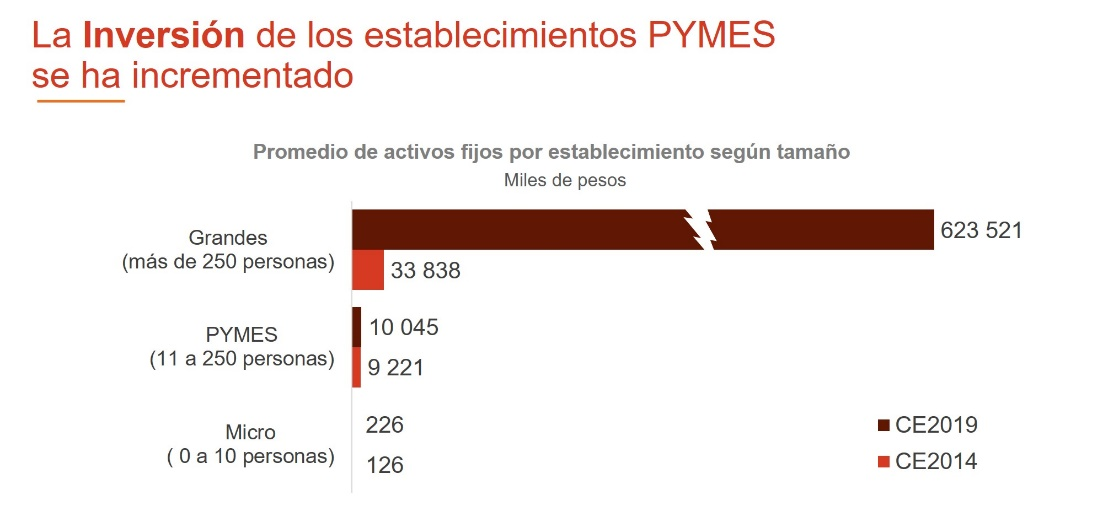 La Inversión de los establecimientos PYMES
se ha incrementado
Promedio de activos fijos por establecimiento según tamaño
Miles de pesos
Grandes
(más de 250 personas)
623 521
33 838
PYMES
(11 a 250 personas)
10 045
9 221
Micro
( 0 a 10 personas)
226
126
CE2019
CE2014